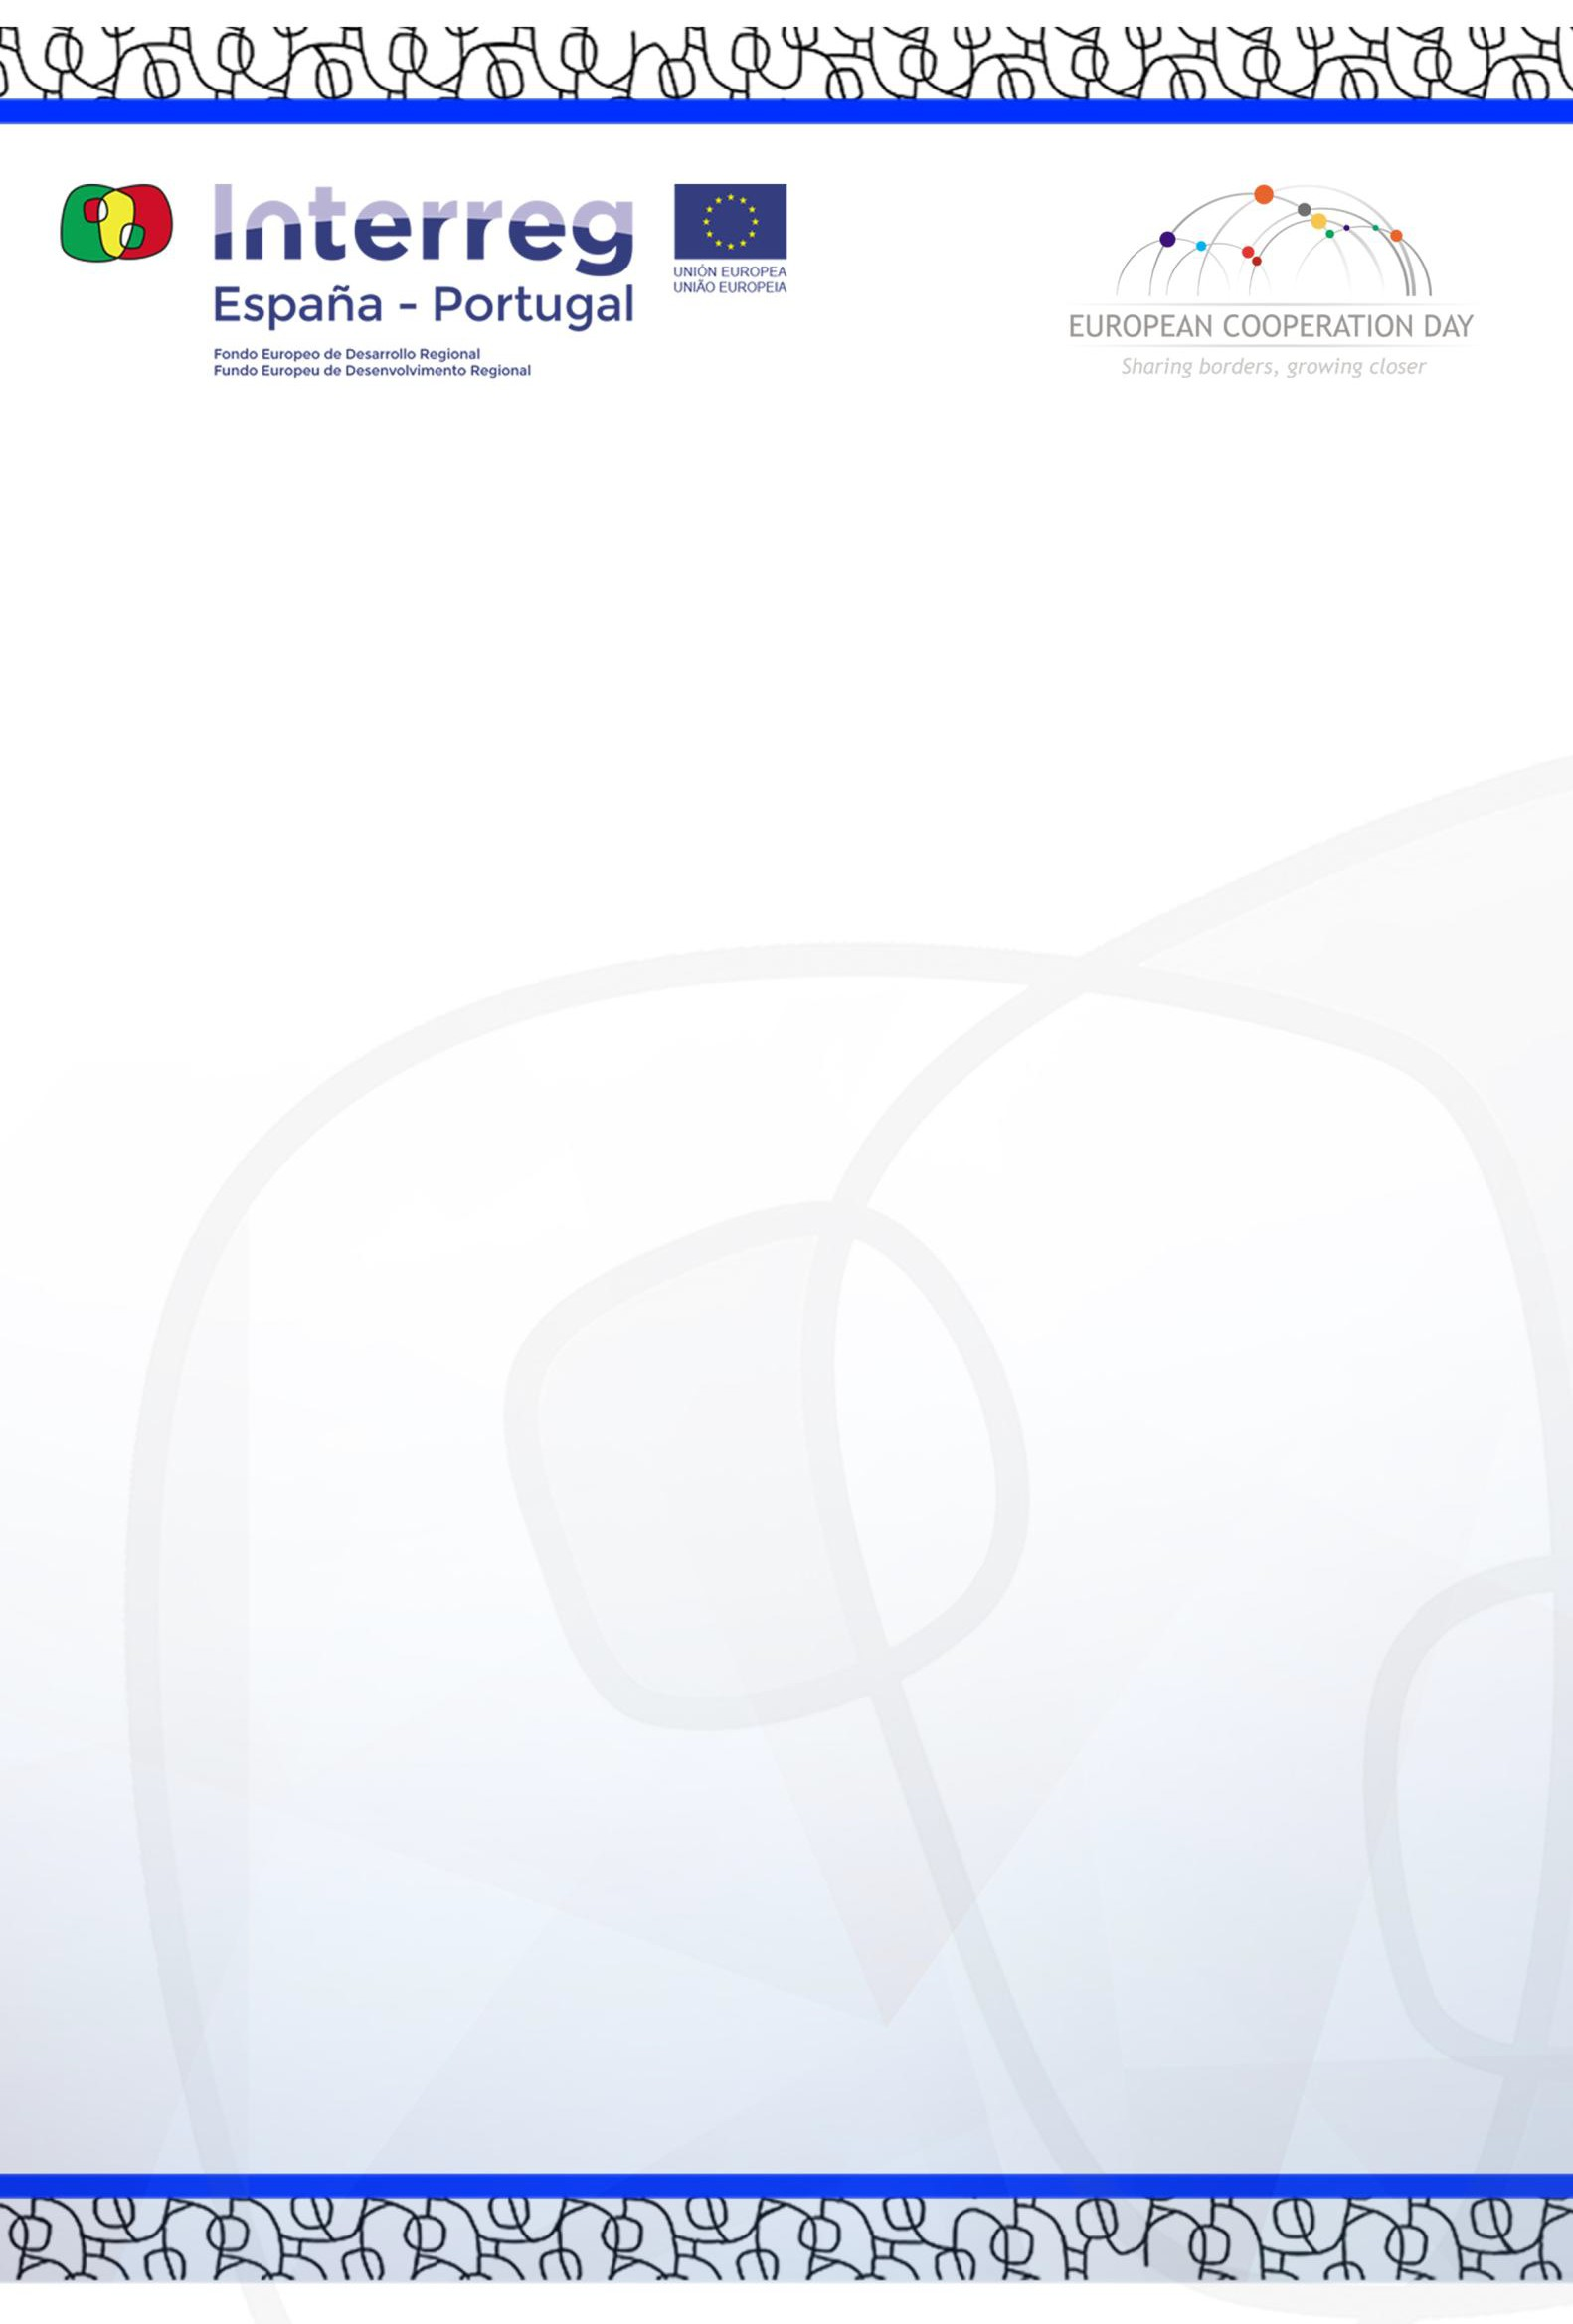 Interreg
España - Portugal
Fondo Europeo de Desarrollo Regional
Fundo Europeu de Desenvolvimento Regional
UNIÓN EUROPEA
UNIÃO EUROPEIA
EUROPEAN COOPERATION DAY
Sharing borders, growing closer